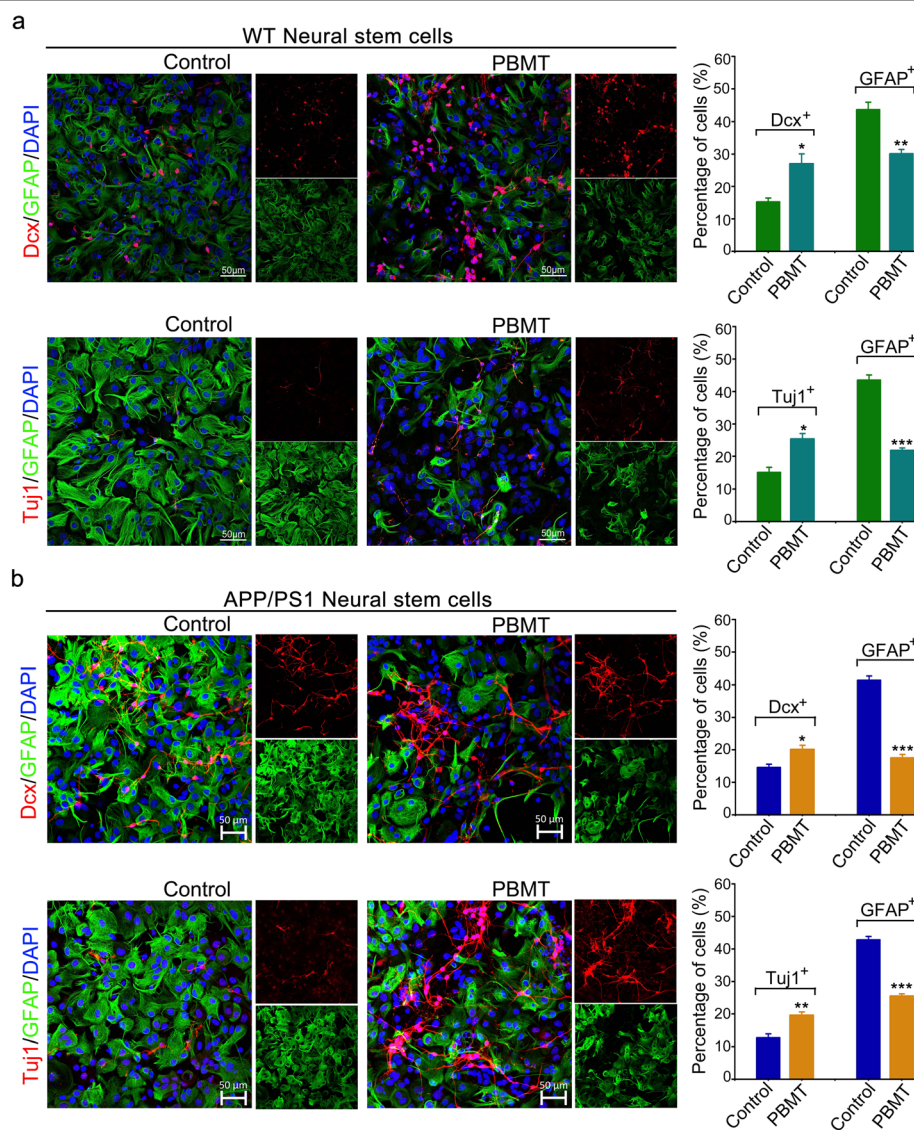 a
WT Neural stem cells
Control
PBMT
Dcx/GFAP/DAPI
50μm
50μm
Percentage of cells (%)
60
50
40
30
20
10
0
Dcx+
GFAP+
*
**
Control
PBMT
Control
PBMT
Control
PBMT
Tuj1/GFAP/DAPI
50μm
50μm
Percentage of cells (%)
60
50
40
30
20
10
0
Tuj1+
GFAP+
*
***
Control
PBMT
Control
PBMT
b
APP/PS1 Neural stem cells
Control
PBMT
Dcx/GFAP/DAPI
50 μm
50 μm
Percentage of cells (%)
60
50
40
30
20
10
0
Dcx+
GFAP+
*
***
Control
PBMT
Control
PBMT
Control
PBMT
Tuj1/GFAP/DAPI
50 μm
50 μm
Percentage of cells (%)
60
50
40
30
20
10
0
Tuj1+
GFAP+
**
***
Control
PBMT
Control
PBMT